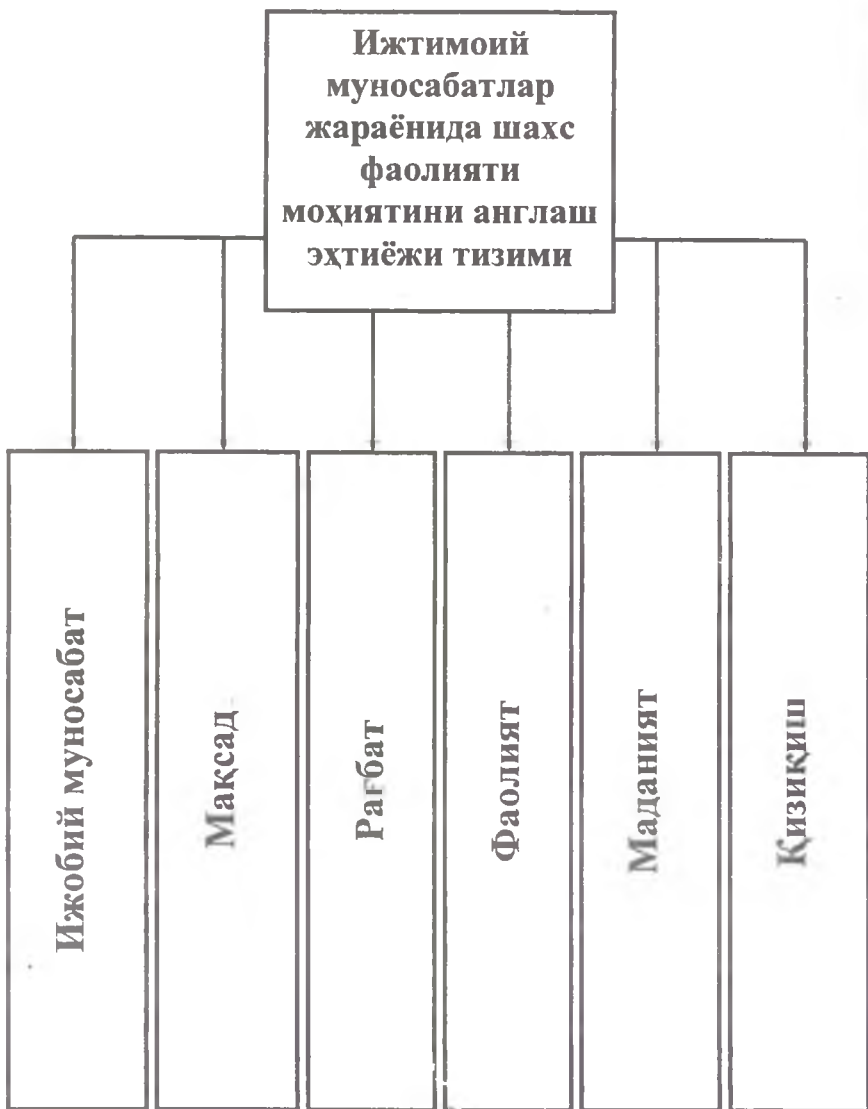 Ижтимоий
муносабатлар
жараёнида шахс
фаолияти
моҳиятини англаш
эҳтиёжи тизими
Ижобий муносабат
Мақсад
Рағбат
Фаолият
Маданият
Қизиқиш